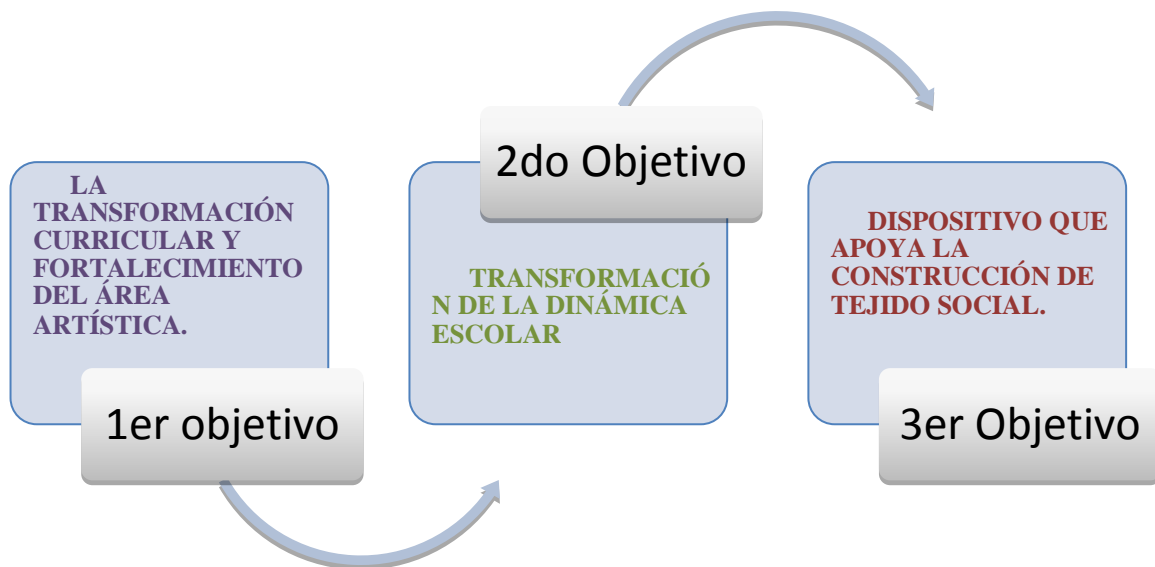 LA
TRANSFORMACIÓN
CURRICULAR Y
FORTALECIMIENTO
DEL ÁREA
ARTÍSTICA.
1er objetivo
2do Objetivo
TRANSFORMACIÓ
N DE LA DINÁMICA
ESCOLAR
DISPOSITIVO QUE
APOYA LA
CONSTRUCCIÓN DE
TEJIDO SOCIAL.
3er Objetivo